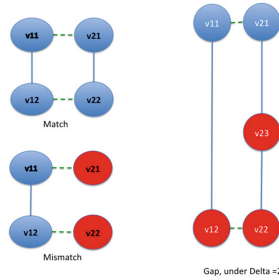 v11 v21
v12 v22
Match
v11 v21
v12 v22
Mismatch
v11 v21
v23
v12 v22
Gap, under Delta =